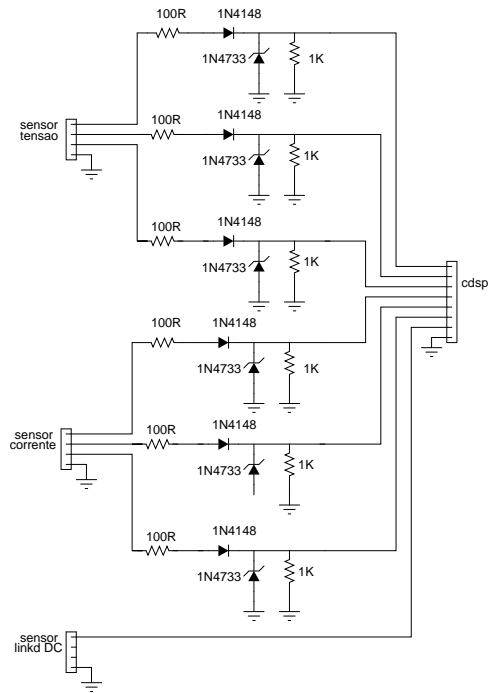 100R
1N4148
1N4733
1K
sensor
tensao
100R
1N4148
1N4733
1K
100R
1N4148
1N4733
1K
cdsp
100R
1N4148
1N4733
1K
sensor
corrente
100R
1N4148
1N4733
1K
100R
1N4148
1N4733
1K
sensor
linkd DC